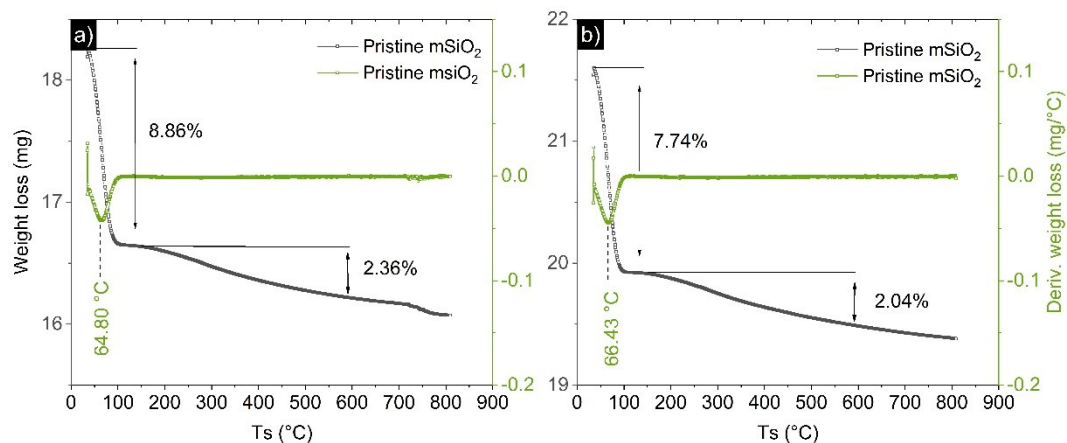 a)
Pristine mSiO₂
Pristine msiO₂
8.86%
2.36%
64.80 °C
Weight loss (mg)
18
17
16
0.1
0.0
-0.1
-0.2
0 100 200 300 400 500 600 700 800 900
Ts (°C)
b)
Pristine mSiO₂
Pristine mSiO₂
7.74%
2.04%
66.43 °C
22
21
20
19
0.1
0.0
-0.1
-0.2
Deriv. weight loss (mg/°C)
0 100 200 300 400 500 600 700 800 900
Ts (°C)